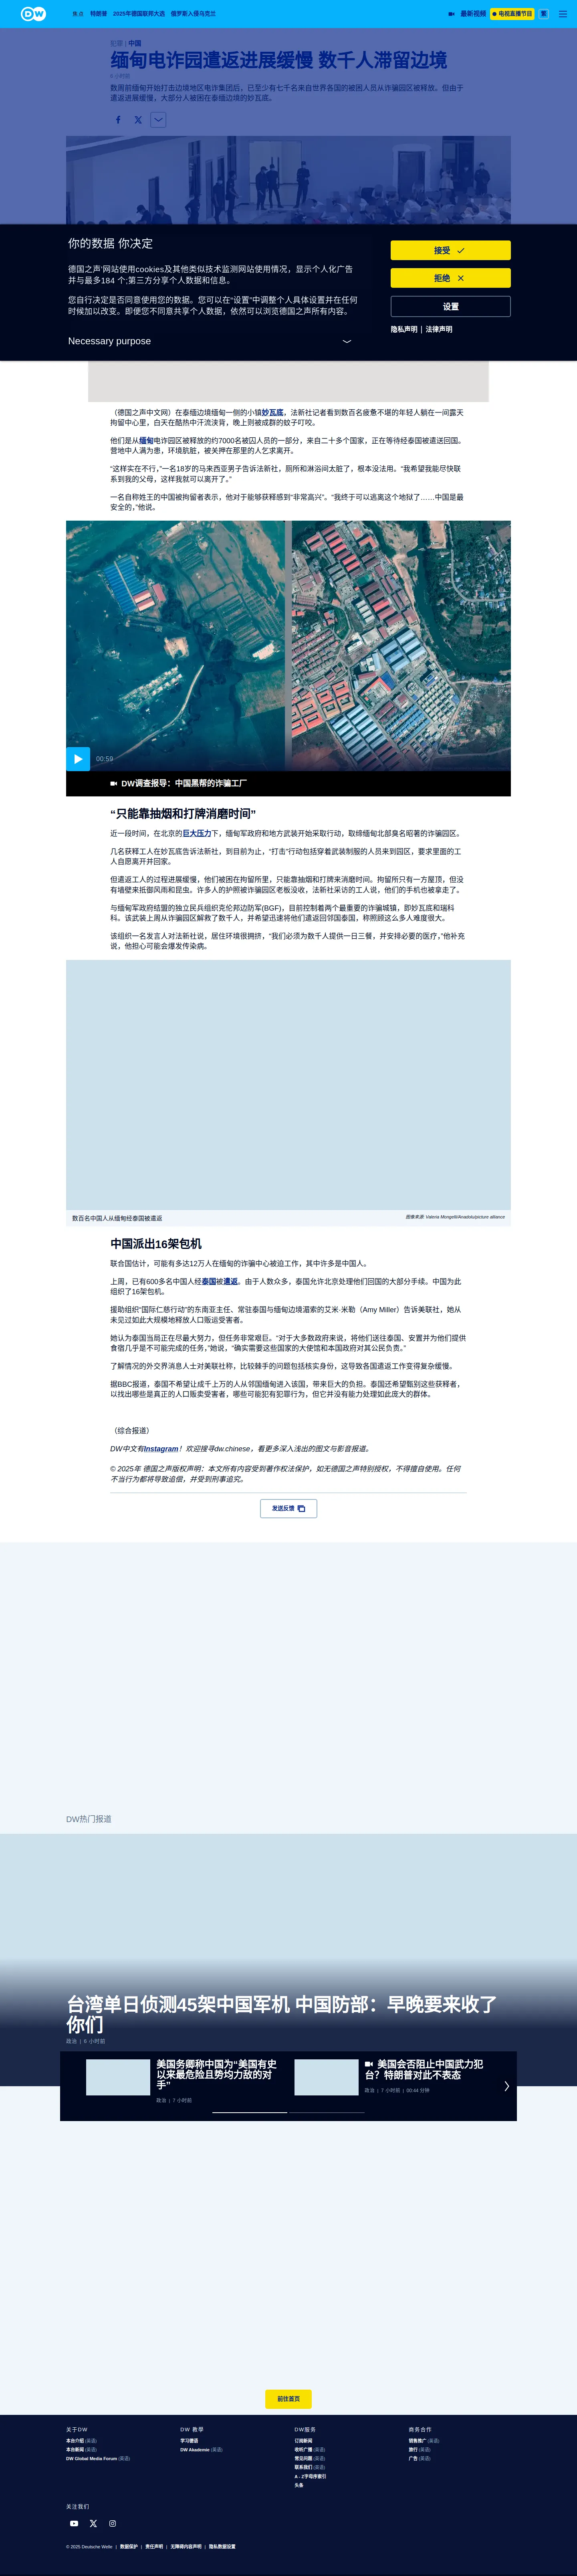 DW
焦点 特朗普 2025年德国联邦大选 俄罗斯入侵乌克兰
最新视频 电视直播节目 繁
犯罪 | 中国
缅甸电诈园遣返进展缓慢 数千人滞留边境
数周前缅甸开始打击边境地区电诈集团后，已至少有七千名来自世界各国的被困人员从诈骗园区被释放。但由于
遣返进展缓慢，大部分人被困在泰缅边境的妙瓦底。
你的数据 你决定
德国之声'网站使用cookies及其他类似技术监测网站使用情况，显示个人化广告
并与最多184 个;第三方分享个人数据和信息。
您自行决定是否同意使用您的数据。您可以在“设置”中调整个人具体设置并在任何
时候加以改变。即便您不同意共享个人数据，依然可以浏览德国之声所有内容。
Necessary purpose
接受
拒绝
设置
隐私声明 | 法律声明
（德国之声中文网）在泰缅边境缅甸一侧的小镇妙瓦底，法新社记者看到数百名疲惫不堪的年轻人躺在一间露天
拘留中心里，白天在酷热中汗流浃背，晚上则被成群的蚊子叮咬。
他们是从缅甸电诈园区被释放的约7000名被囚人员的一部分，来自二十多个国家，正在等待经泰国被遣送回国。
营地中人满为患，环境肮脏，被关押在那里的人乞求离开。
“这样实在不行，”一名18岁的马来西亚男子告诉法新社，厕所和淋浴间太脏了，根本没法用。“我希望我能尽快联
系到我的父母，这样我就可以离开了。”
一名自称姓王的中国被拘留者表示，他对于能够获释感到“非常高兴”。“我终于可以逃离这个地狱了……中国是最
安全的，”他说。
00:59
DW调查报导：中国黑帮的诈骗工厂
“只能靠抽烟和打牌消磨时间”
近一段时间，在北京的巨大压力下，缅甸军政府和地方武装开始采取行动，取缔缅甸北部臭名昭著的诈骗园区。
几名获释工人在妙瓦底告诉法新社，到目前为止，“打击”行动包括穿着武装制服的人员来到园区，要求里面的工
人自愿离开并回家。
但遣返工人的过程进展缓慢，他们被困在拘留所里，只能靠抽烟和打牌来消磨时间。拘留所只有一方屋顶，但没
有墙壁来抵御风雨和昆虫。许多人的护照被诈骗园区老板没收，法新社采访的工人说，他们的手机也被拿走了。
与缅甸军政府结盟的独立民兵组织克伦邦边防军(BGF)，目前控制着两个最重要的诈骗城镇，即妙瓦底和瑞科
科。该武装上周从诈骗园区解救了数千人，并希望迅速将他们遣返回邻国泰国，称照顾这么多人难度很大。
该组织一名发言人对法新社说，居住环境很拥挤，“我们必须为数千人提供一日三餐，并安排必要的医疗，”他补充
说，他担心可能会爆发传染病。
数百名中国人从缅甸经泰国被遣返
图像来源: Valeria Mongelli/Anadolu/picture alliance
中国派出16架包机
联合国估计，可能有多达12万人在缅甸的诈骗中心被迫工作，其中许多是中国人。
上周，已有600多名中国人经泰国被遣返。由于人数众多，泰国允许北京处理他们回国的大部分手续。中国为此
组织了16架包机。
援助组织“国际仁慈行动”的东南亚主任、常驻泰国与缅甸边境湄索的艾米·米勒（Amy Miller）告诉美联社，她从
未见过如此大规模地释放人口贩运受害者。
她认为泰国当局正在尽最大努力，但任务非常艰巨。“对于大多数政府来说，将他们送往泰国、安置并为他们提供
食宿几乎是不可能完成的任务，”她说，“确实需要这些国家的大使馆和本国政府对其公民负责。”
了解情况的外交界消息人士对美联社称，比较棘手的问题包括核实身份，这导致各国遣返工作变得复杂缓慢。
据BBC报道，泰国不希望让成千上万的人从邻国缅甸进入该国，带来巨大的负担。泰国还希望甄别这些获释者，
以找出哪些是真正的人口贩卖受害者，哪些可能犯有犯罪行为，但它并没有能力处理如此庞大的群体。
（综合报道）
DW中文有Instagram！欢迎搜寻dw.chinese，看更多深入浅出的图文与影音报道。
© 2025年 德国之声版权声明：本文所有内容受到著作权法保护，如无德国之声特别授权，不得擅自使用。任何
不当行为都将导致追偿，并受到刑事追究。
发送反馈
DW热门报道
台湾单日侦测45架中国军机 中国防部：早晚要来收了
你们
政治 | 6 小时前
美国务卿称中国为“美国有史
以来最危险且势均力敌的对
手”
政治 | 7 小时前
美国会否阻止中国武力犯
台？特朗普对此不表态
政治 | 7 小时前 | 00:44 分钟
前往首页
关于DW
本台介绍 (英语)
本台新闻 (英语)
DW Global Media Forum (英语)
DW 教学
学习德语
DW Akademie (英语)
DW服务
订阅新闻
收听广播 (英语)
常见问题 (英语)
联系我们 (英语)
A - Z字母序索引
头条
商务合作
销售推广 (英语)
旅行 (英语)
广告 (英语)
关注我们
© 2025 Deutsche Welle | 数据保护 | 责任声明 | 无障碍内容声明 | 隐私数据设置